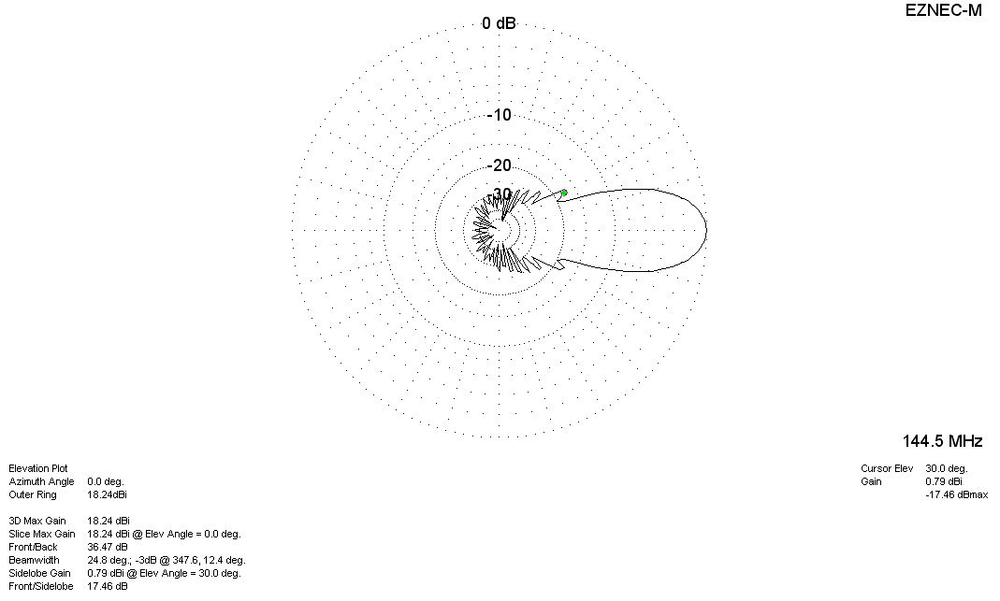 EZNEC-M
0 dB
-10
-20
-30
144.5 MHz
Elevation Plot
Azimuth Angle 0.0 deg.
Outer Ring 18.24dBi
3D Max Gain 18.24 dBi
Slice Max Gain 18.24 dBi @ Elev Angle = 0.0 deg.
Front/Back 36.47 dB
Beamwidth 24.8 deg.; -3dB @ 347.6, 12.4 deg.
Sidelobe Gain 0.79 dBi @ Elev Angle = 30.0 deg.
Front/Sidelobe 17.46 dB
Cursor Elev 30.0 deg.
Gain 0.79 dBi
-17.46 dBmax